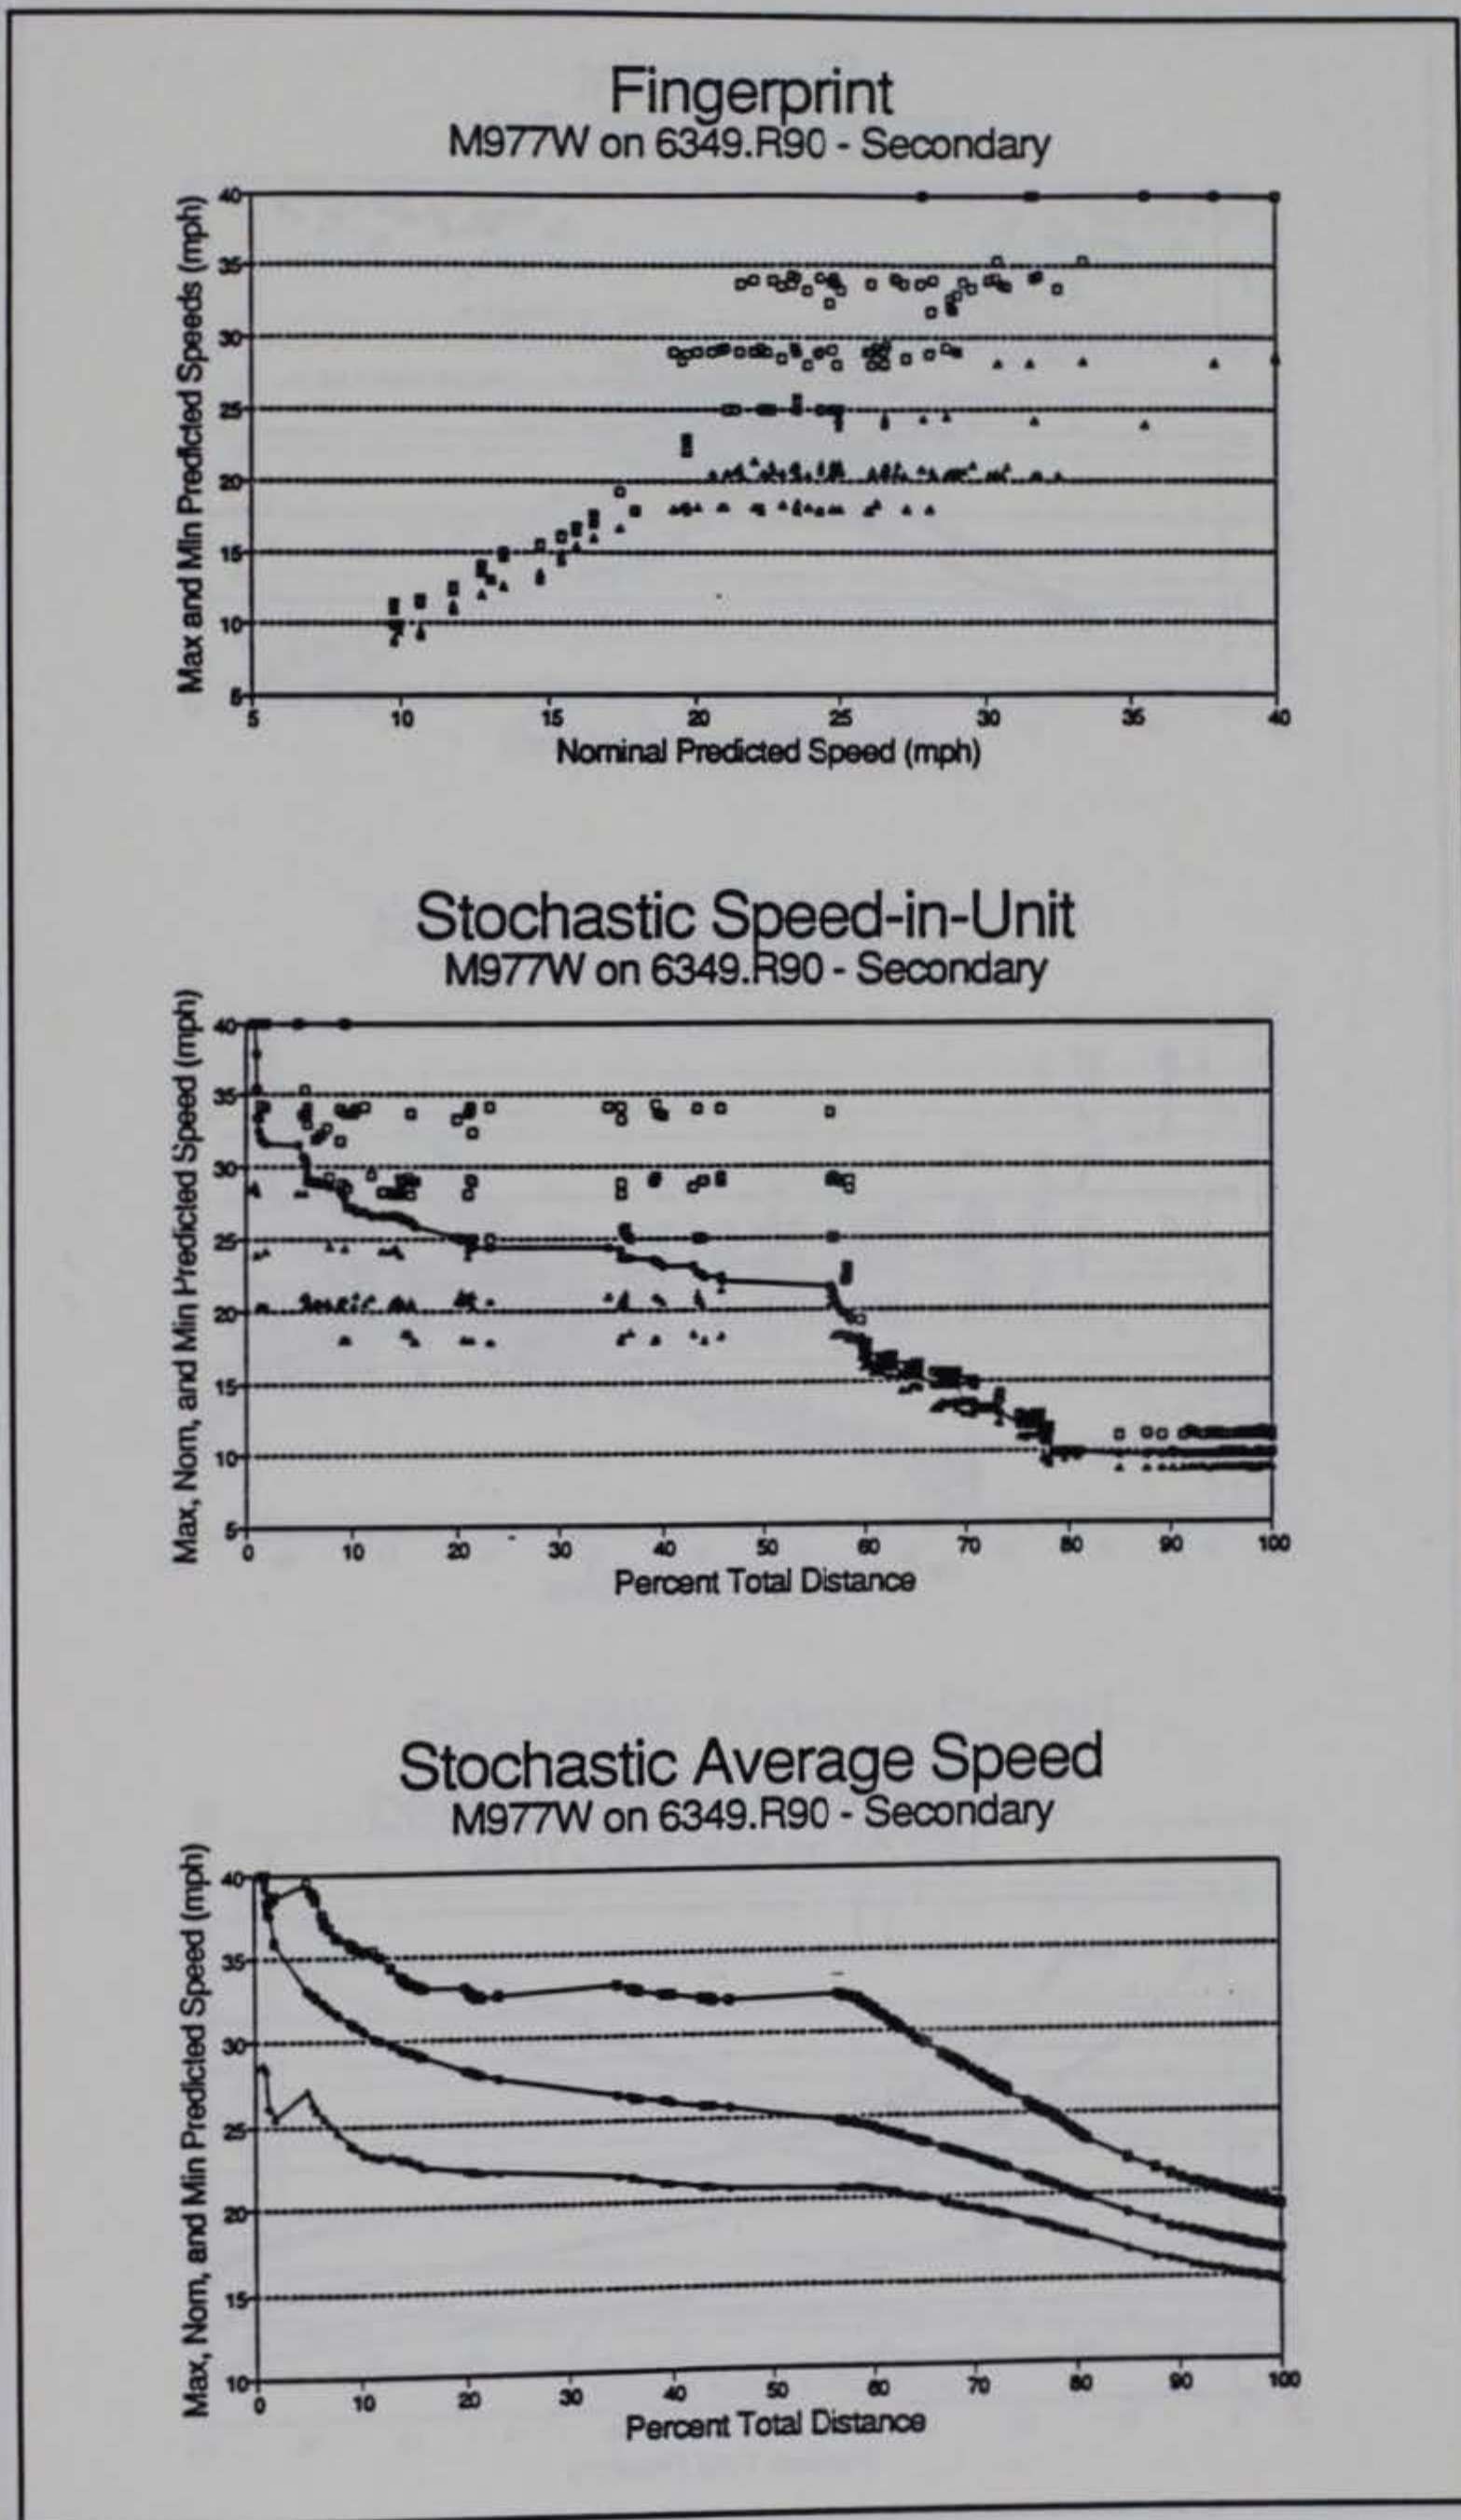 Fingerprint
M977W on 6349.R90 - Secondary
Max and Min Predicted Speeds (mph)
40
35
30
25
20
15
10
5
5 10 15 20 25 30 35 40
Nominal Predicted Speed (mph)
Stochastic Speed-in-Unit
M977W on 6349.R90 - Secondary
Max, Nom, and Min Predicted Speed (mph)
40
35
30
25
20
15
10
5
0 10 20 30 40 50 60 70 80 90 100
Percent Total Distance
Stochastic Average Speed
M977W on 6349.R90 - Secondary
Max, Nom, and Min Predicted Speed (mph)
40
35
30
25
20
15
10
0 10 20 30 40 50 60 70 80 90 100
Percent Total Distance